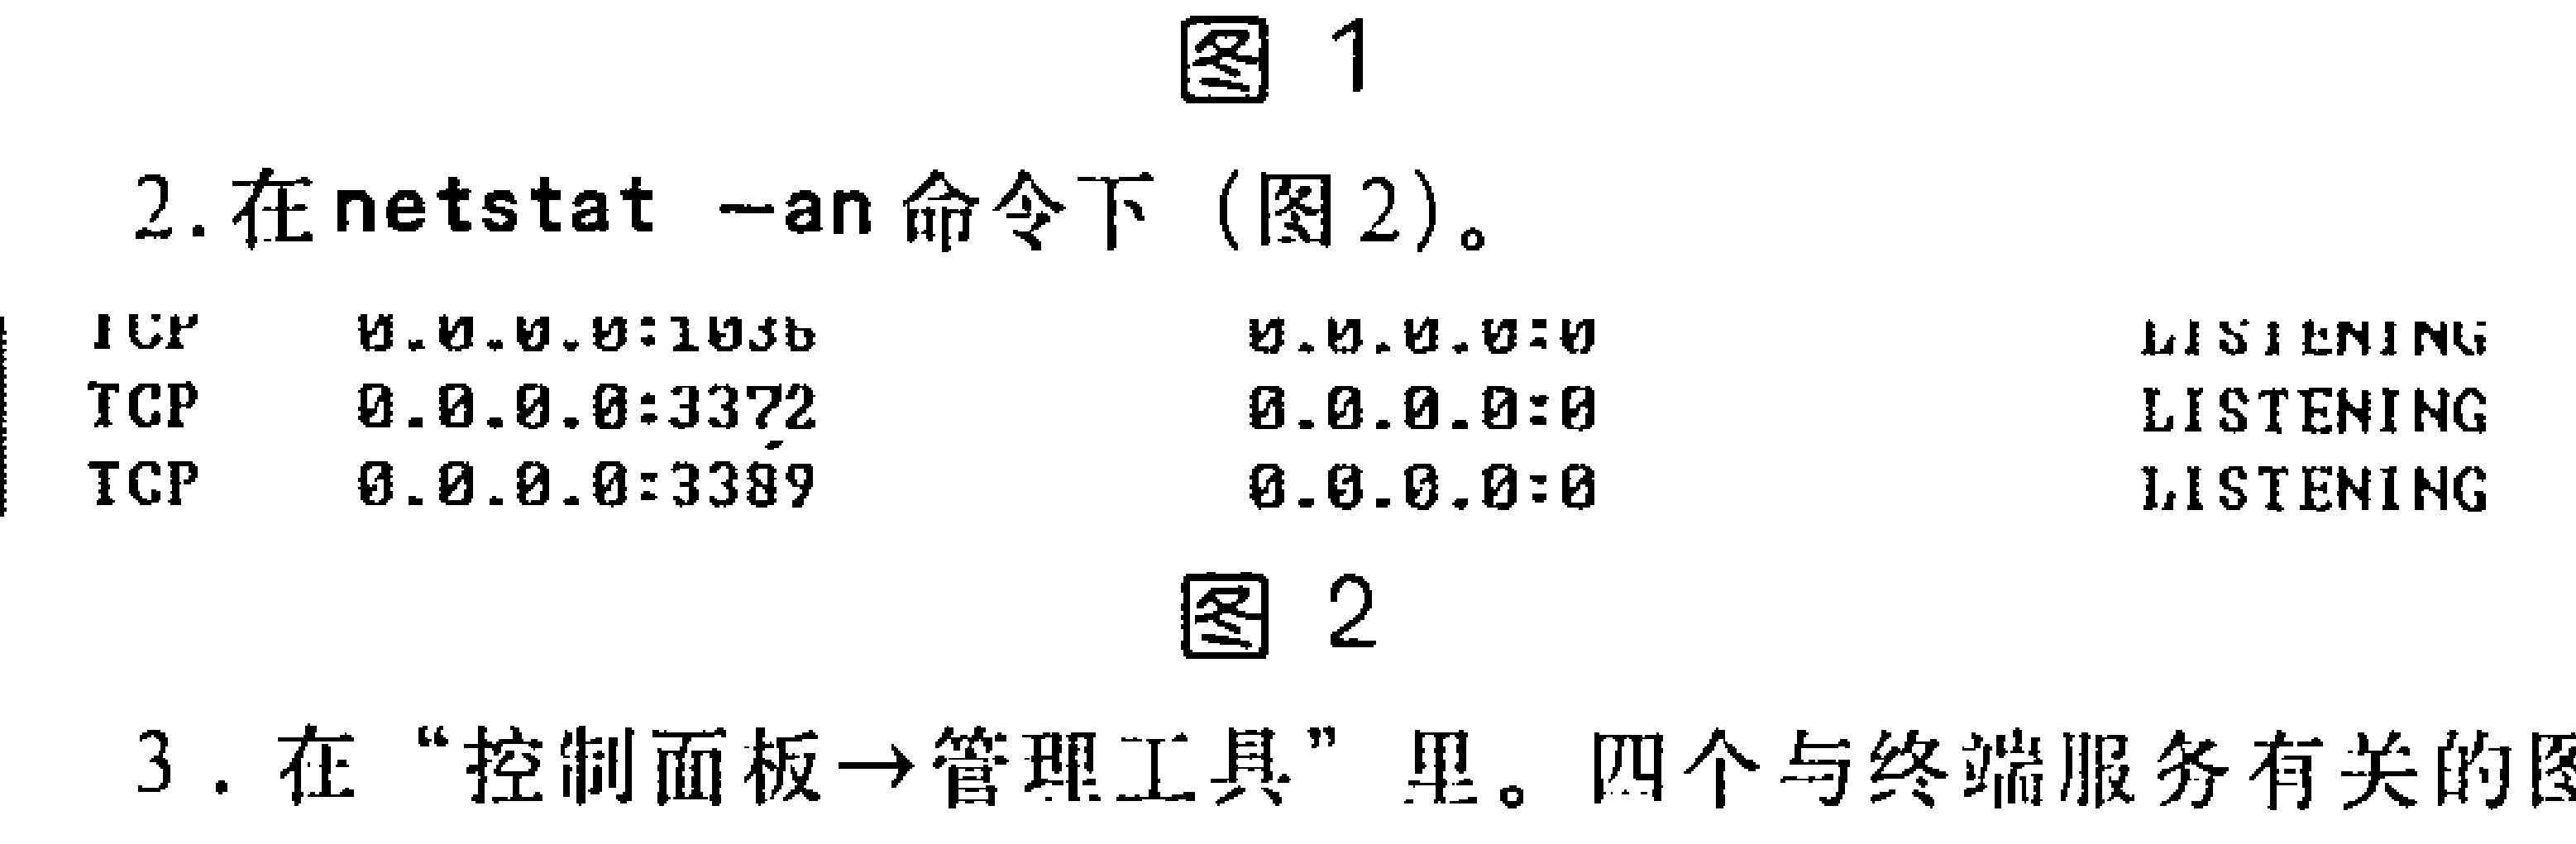 图 1
2.在netstat -an命令下（图2）。
TCP 0.0.0.0:1036 0.0.0.0:0 LISTENING
TCP 0.0.0.0:3372 0.0.0.0:0 LISTENING
TCP 0.0.0.0:3389 0.0.0.0:0 LISTENING
图 2
3.在“控制面板→管理工具”里。四个与终端服务有关的图